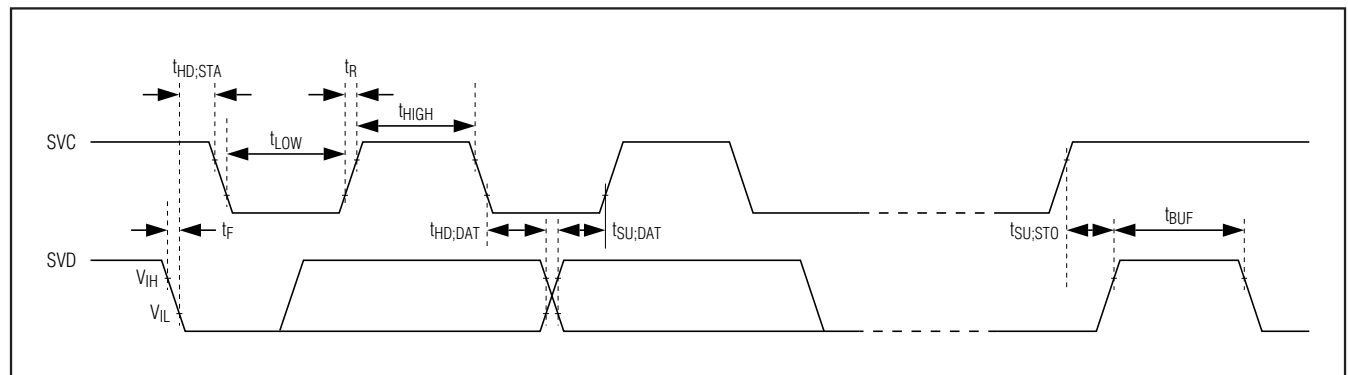 tHD;STA
tR
tHIGH
SVC
tLOW
tF
tHD;DAT
tSU;DAT
tSU;STO
tBUF
SVD
VIH
VIL